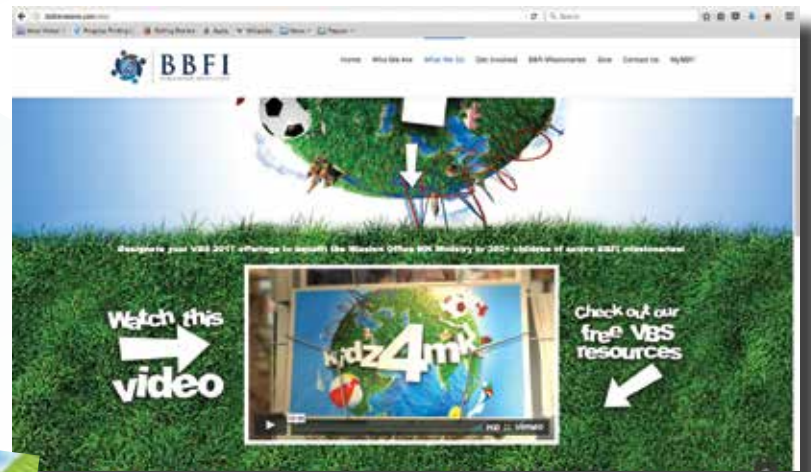 BBFI
Home Who We Are What We Do Get Involved BBFI Missionaries Give Contact Us MyBBFI
Designate your VBS 2017 offerings to benefit the Mission Office MK Ministry to 380+ children of active BBFI missionaries!
Watch this
video
Check out our
free VBS
resources
kidz4mk
HD vimeo